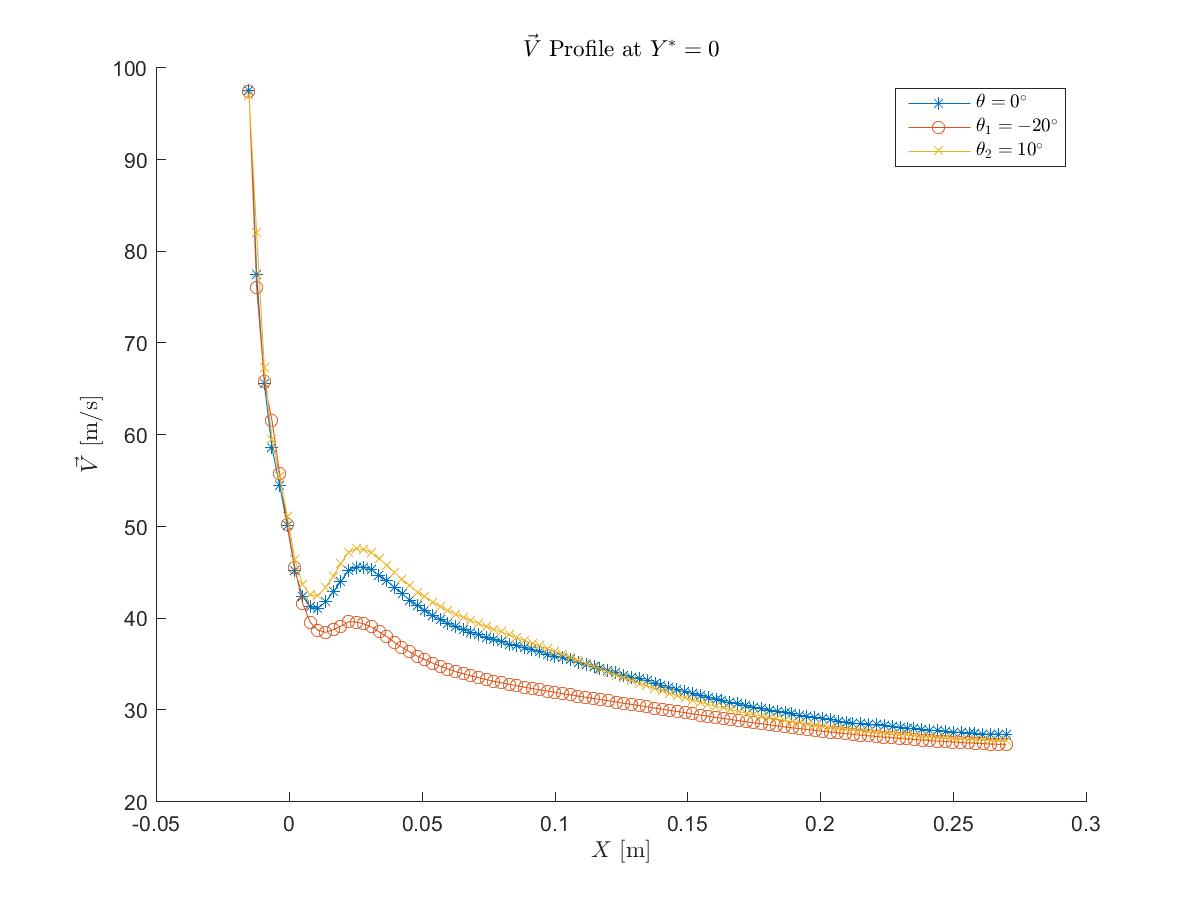 V⃗ Profile at Y* = 0
θ = 0°
θ₁ = −20°
θ₂ = 10°
100
90
80
70
60
50
40
30
20
V⃗ [m/s]
-0.05 0 0.05 0.1 0.15 0.2 0.25 0.3
X [m]